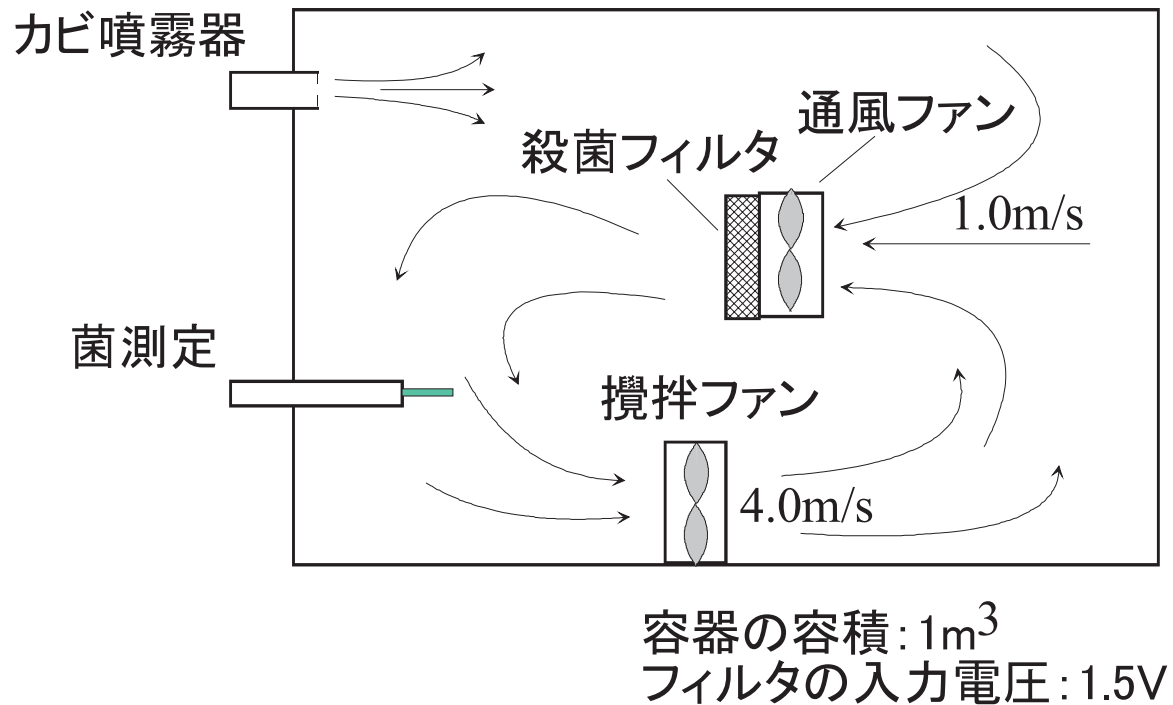 カビ噴霧器
通風ファン
殺菌フィルタ
1.0m/s
菌測定
攪拌ファン
4.0m/s
容器の容積：1m³
フィルタの入力電圧：1.5V